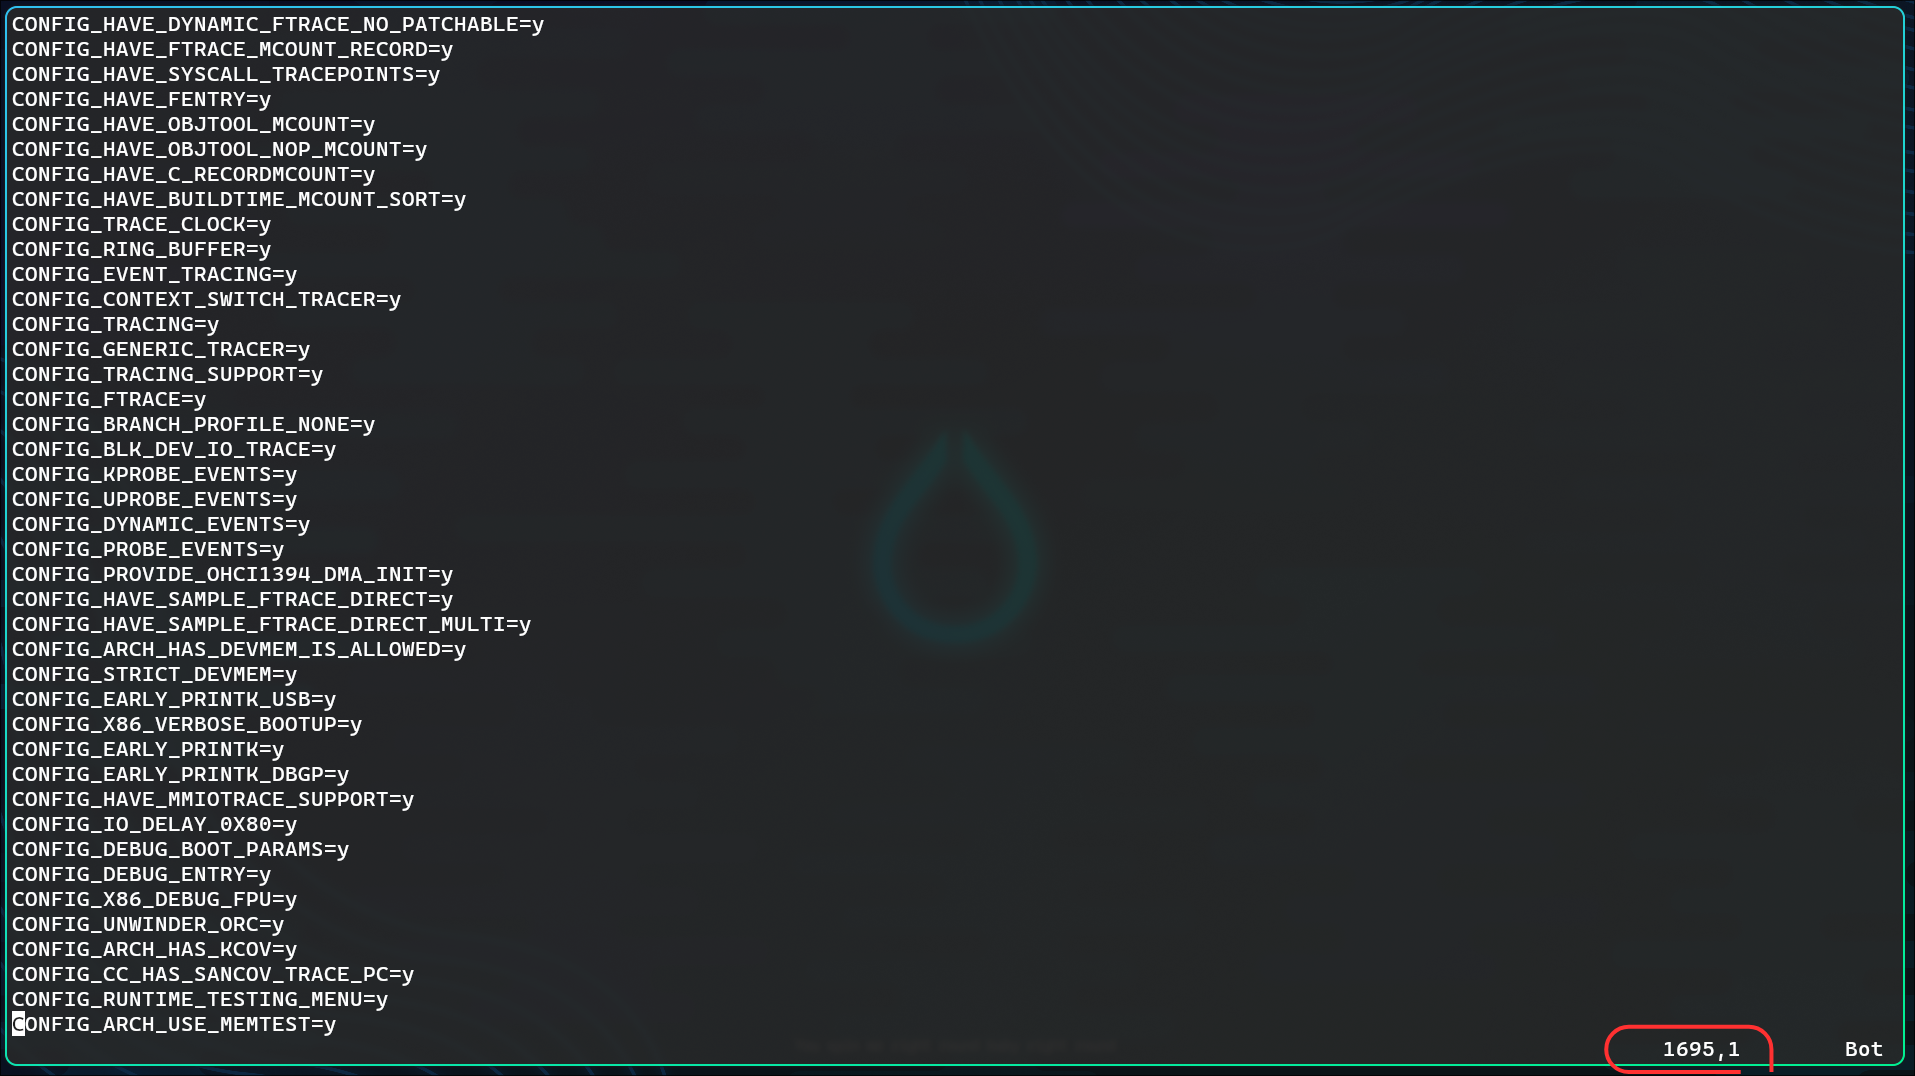 CONFIG_HAVE_DYNAMIC_FTRACE_NO_PATCHABLE=y
CONFIG_HAVE_FTRACE_MCOUNT_RECORD=y
CONFIG_HAVE_SYSCALL_TRACEPOINTS=y
CONFIG_HAVE_FENTRY=y
CONFIG_HAVE_OBJTOOL_MCOUNT=y
CONFIG_HAVE_OBJTOOL_NOP_MCOUNT=y
CONFIG_HAVE_C_RECORDMCOUNT=y
CONFIG_HAVE_BUILDTIME_MCOUNT_SORT=y
CONFIG_TRACE_CLOCK=y
CONFIG_RING_BUFFER=y
CONFIG_EVENT_TRACING=y
CONFIG_CONTEXT_SWITCH_TRACER=y
CONFIG_TRACING=y
CONFIG_GENERIC_TRACER=y
CONFIG_TRACING_SUPPORT=y
CONFIG_FTRACE=y
CONFIG_BRANCH_PROFILE_NONE=y
CONFIG_BLK_DEV_IO_TRACE=y
CONFIG_KPROBE_EVENTS=y
CONFIG_UPROBE_EVENTS=y
CONFIG_DYNAMIC_EVENTS=y
CONFIG_PROBE_EVENTS=y
CONFIG_PROVIDE_OHCI1394_DMA_INIT=y
CONFIG_HAVE_SAMPLE_FTRACE_DIRECT=y
CONFIG_HAVE_SAMPLE_FTRACE_DIRECT_MULTI=y
CONFIG_ARCH_HAS_DEVMEM_IS_ALLOWED=y
CONFIG_STRICT_DEVMEM=y
CONFIG_EARLY_PRINTK_USB=y
CONFIG_X86_VERBOSE_BOOTUP=y
CONFIG_EARLY_PRINTK=y
CONFIG_EARLY_PRINTK_DBGP=y
CONFIG_HAVE_MMIOTRACE_SUPPORT=y
CONFIG_IO_DELAY_0X80=y
CONFIG_DEBUG_BOOT_PARAMS=y
CONFIG_DEBUG_ENTRY=y
CONFIG_X86_DEBUG_FPU=y
CONFIG_UNWINDER_ORC=y
CONFIG_ARCH_HAS_KCOV=y
CONFIG_CC_HAS_SANCOV_TRACE_PC=y
CONFIG_RUNTIME_TESTING_MENU=y
CONFIG_ARCH_USE_MEMTEST=y
1695,1 Bot